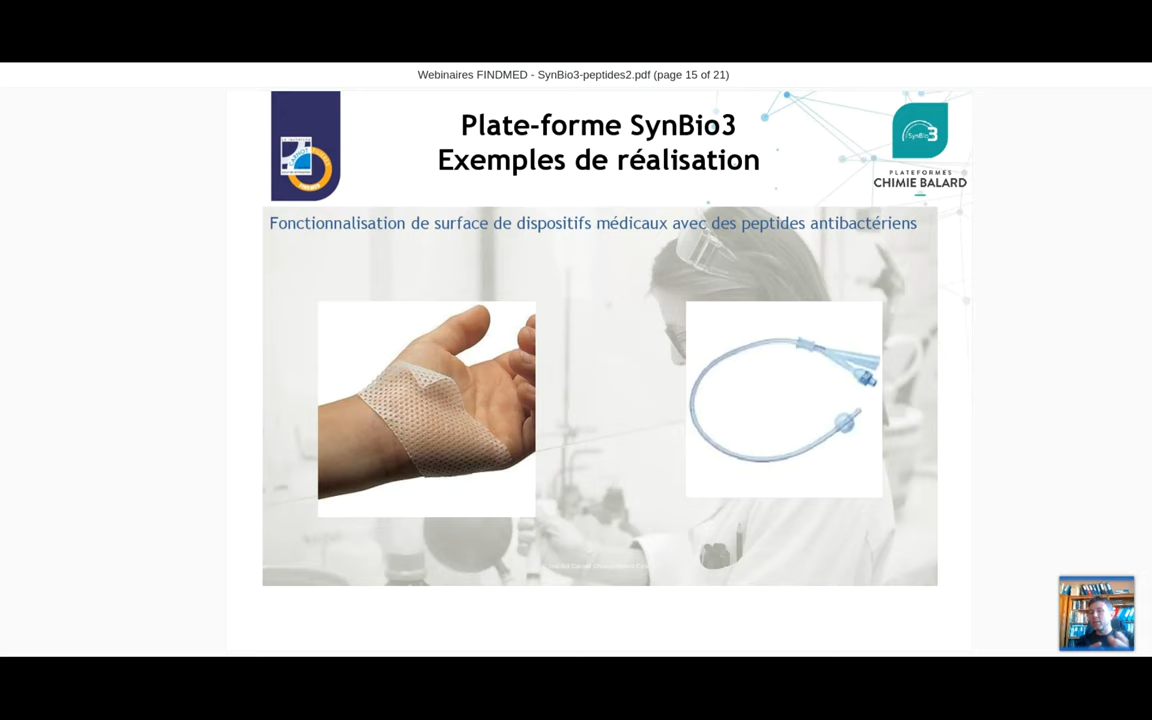 Webinaires FINDMED - SynBio3-peptides2.pdf (page 15 of 21)
Plate-forme SynBio3
Exemples de réalisation
SynBio3
PLATEFORMES
CHIMIE BALARD
CARNOT
Fonctionnalisation de surface de dispositifs médicaux avec des peptides antibactériens